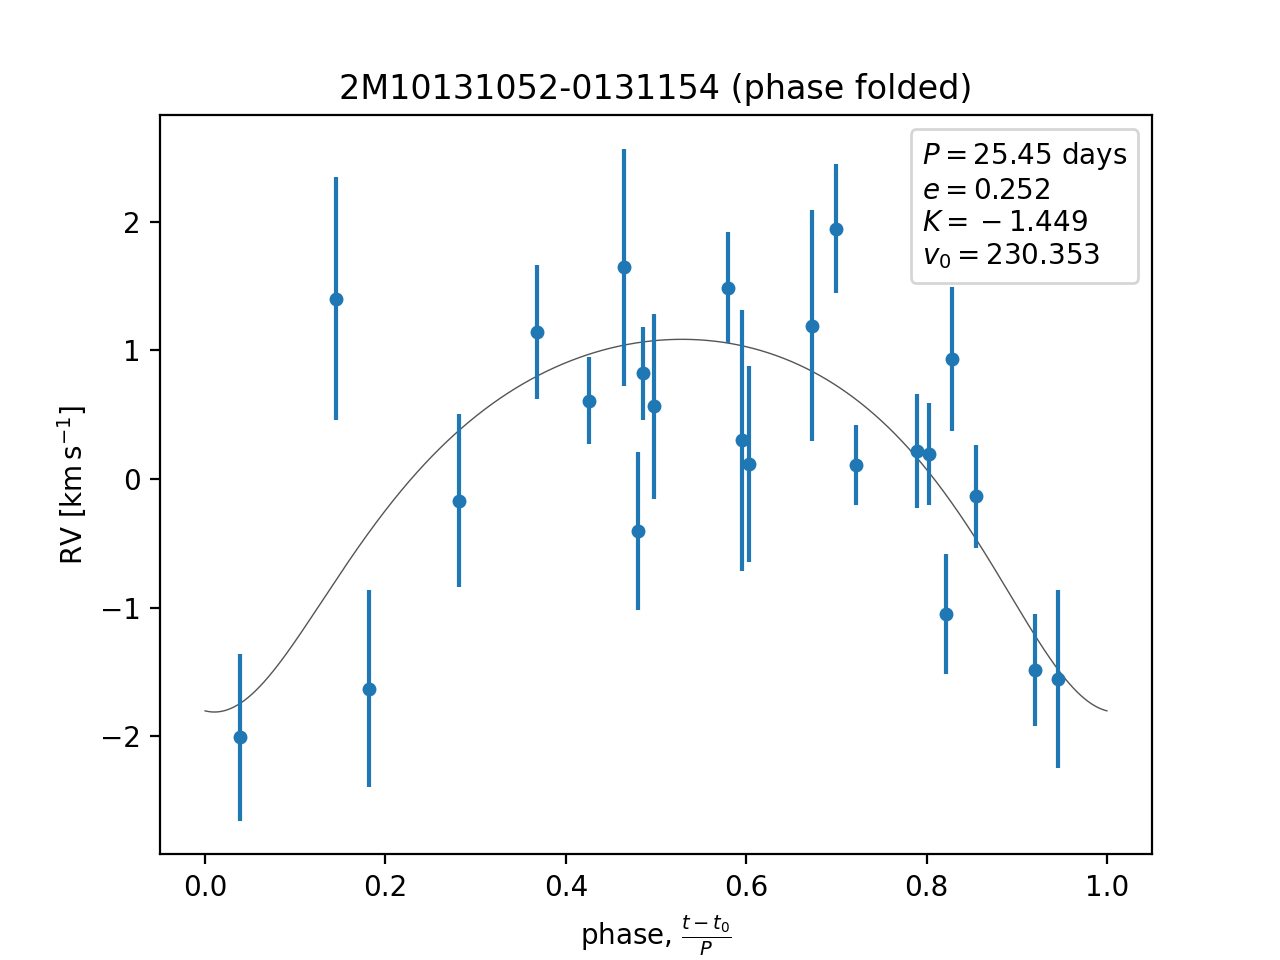 2M10131052-0131154 (phase folded)
P = 25.45 days
e = 0.252
K = −1.449
v₀ = 230.353
2
1
0
−1
−2
RV [km s⁻¹]
0.0 0.2 0.4 0.6 0.8 1.0
phase, (t − t₀)/P